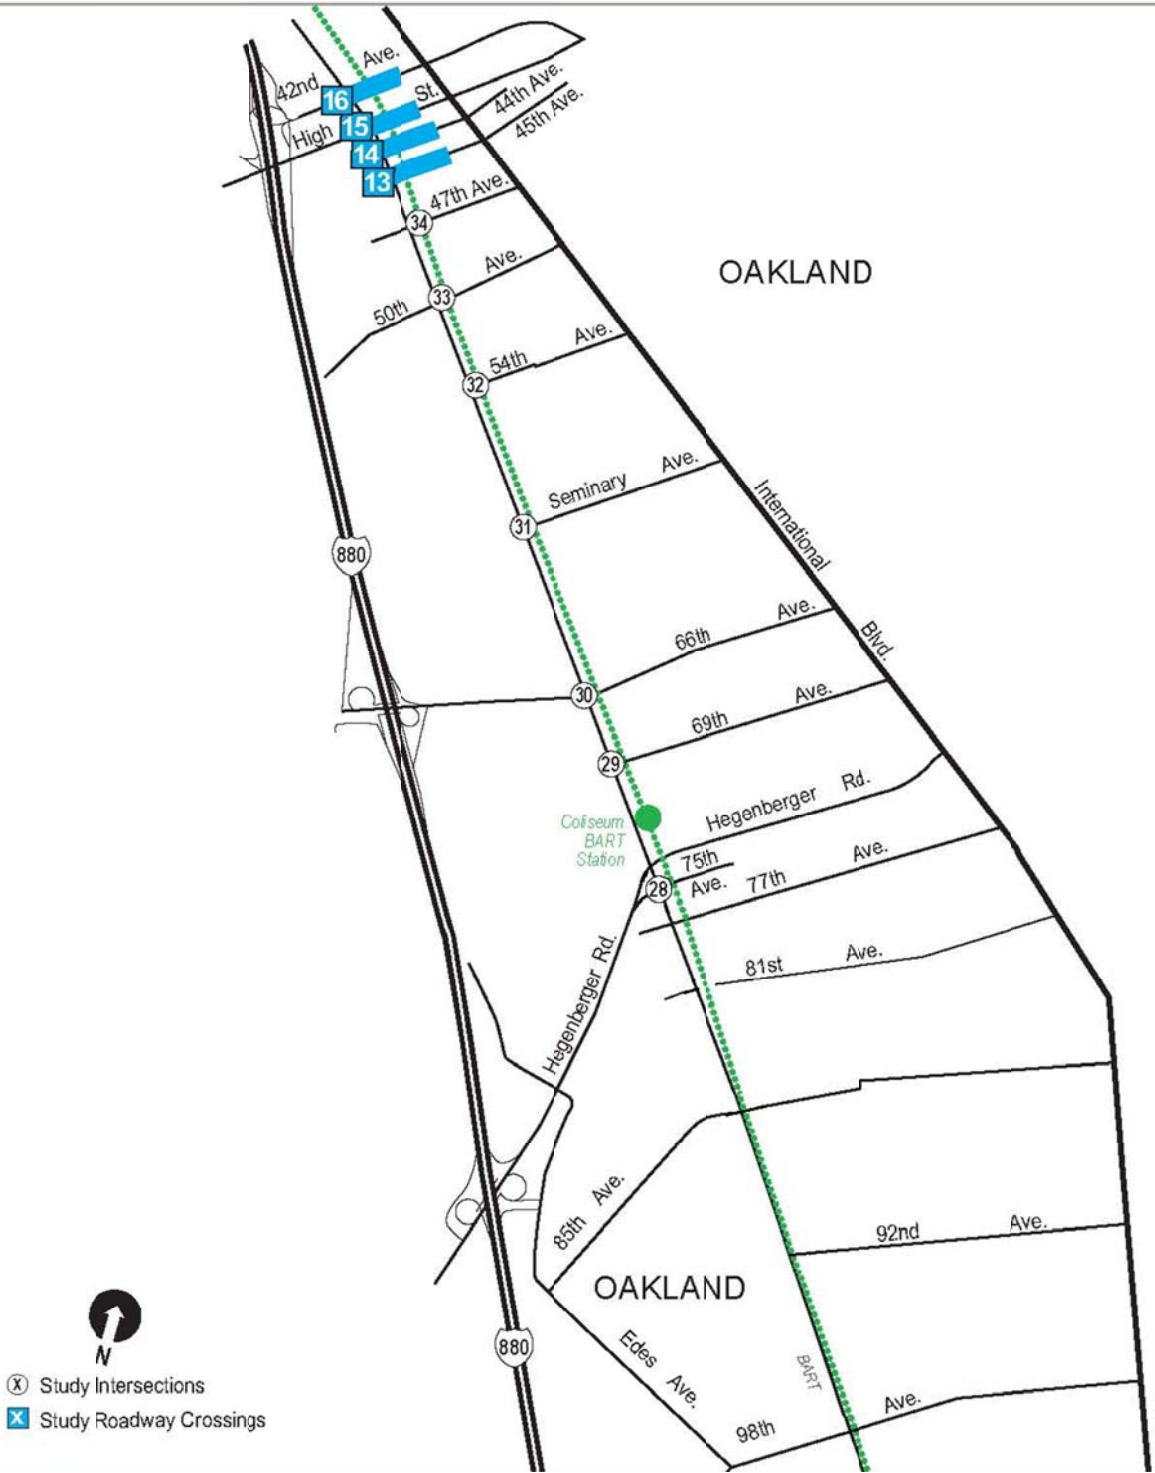 42nd Ave.
16
High St.
15
44th Ave.
14
45th Ave.
13
47th Ave.
34
50th Ave.
33
OAKLAND
54th Ave.
32
Seminary Ave.
31
International Blvd.
880
66th Ave.
30
69th Ave.
29
Hegenberger Rd.
Coliseum
BART
Station
75th
Ave.
28
77th Ave.
81st Ave.
Hegenberger Rd.
85th Ave.
92nd Ave.
OAKLAND
880
Edes Ave.
BART
98th Ave.
N
X Study Intersections
X Study Roadway Crossings